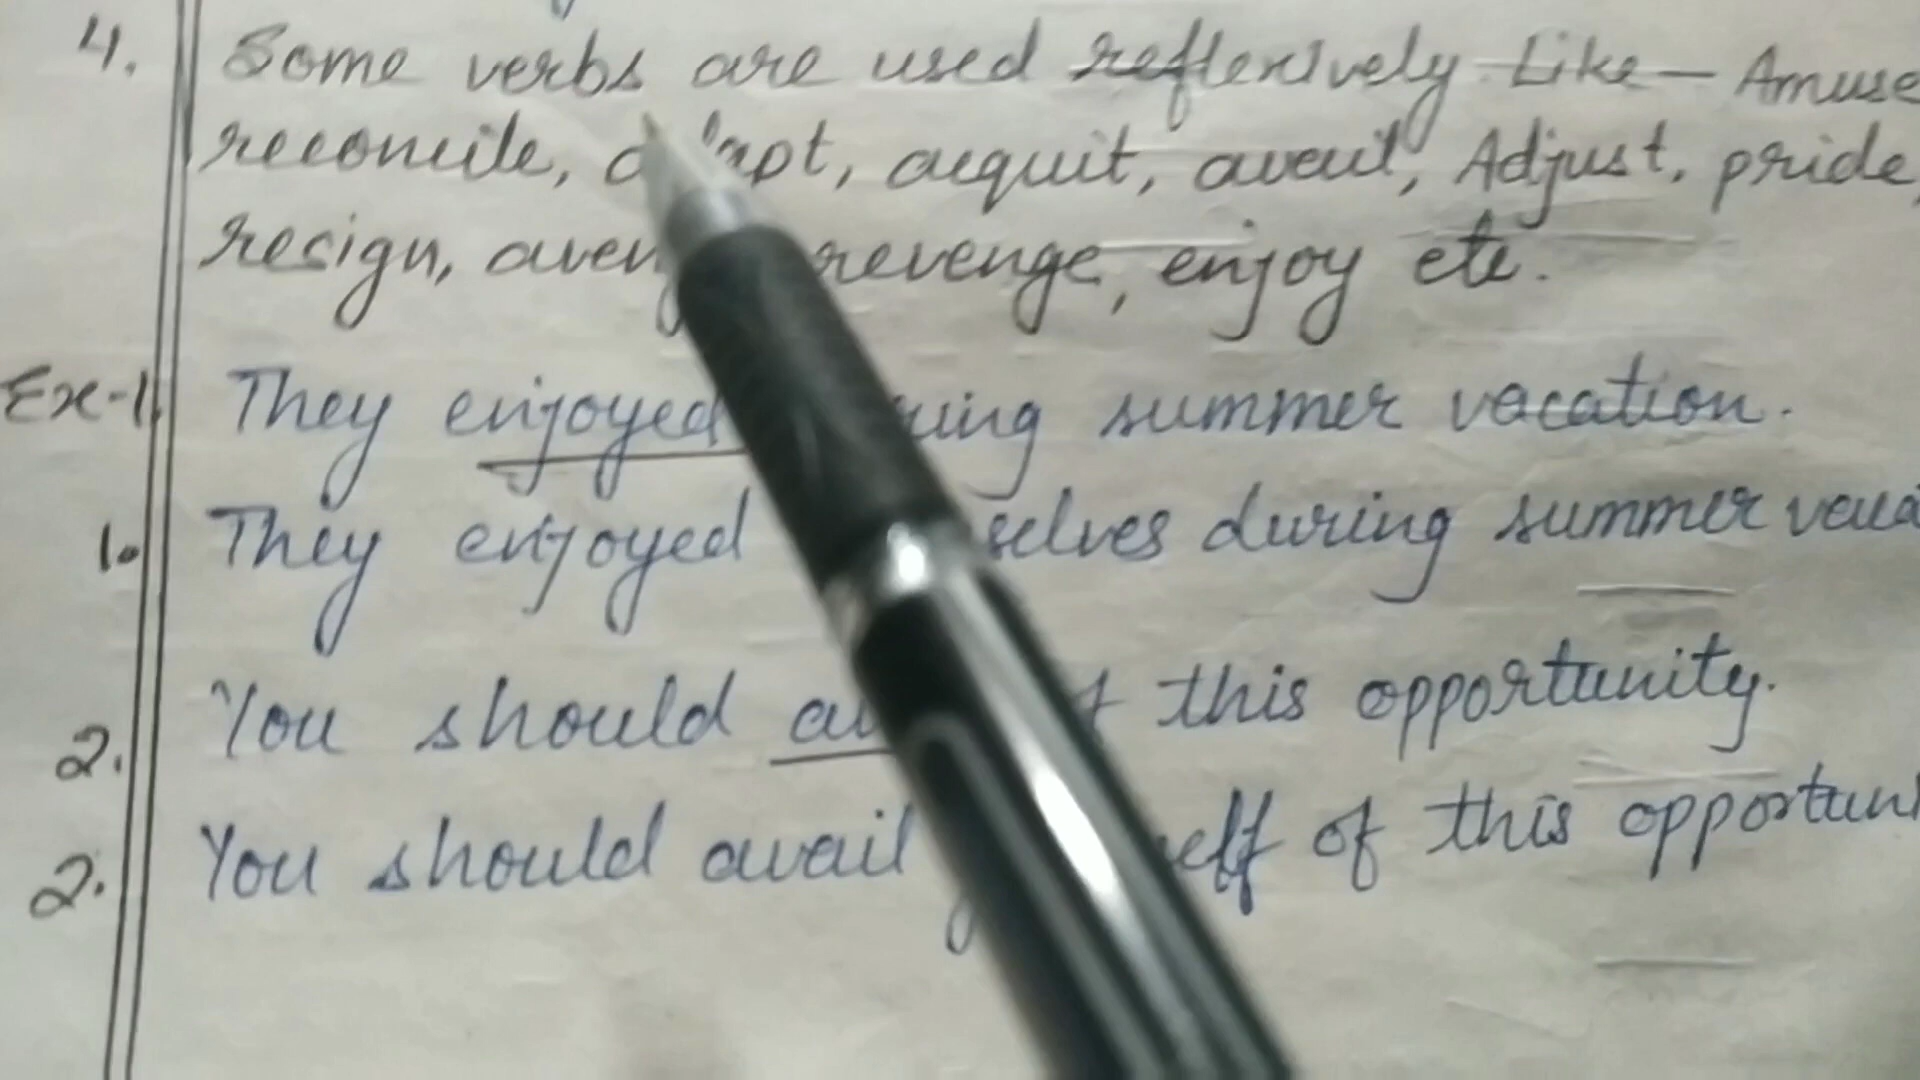 4. Some verbs are used reflexively like - Amuse
reconcile, acquit, avail, Adjust, pride,
resign, revenge, enjoy etc.
Ex-1. They enjoyed summer vacation.
1. They enjoyed selves during summer
2. You should this opportunity.
2. You should avail of this